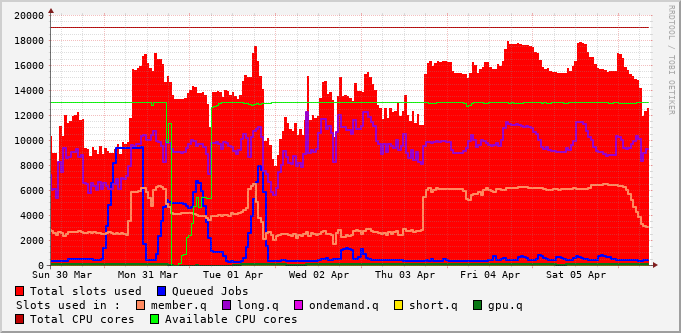 20000
18000
16000
14000
12000
10000
8000
6000
4000
2000
0
Sun 30 Mar Mon 31 Mar Tue 01 Apr Wed 02 Apr Thu 03 Apr Fri 04 Apr Sat 05 Apr
Total slots used Queued Jobs
Slots used in : member.q long.q ondemand.q short.q gpu.q
Total CPU cores Available CPU cores
RRDTOOL / TOBI OETIKER